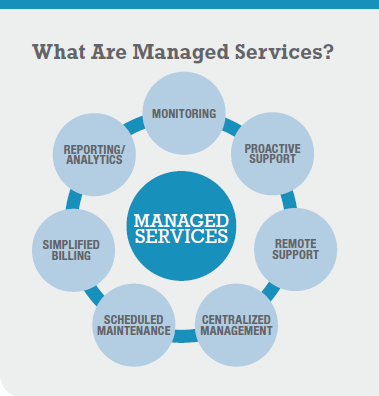 What Are Managed Services?
MONITORING
PROACTIVE
SUPPORT
REMOTE
SUPPORT
CENTRALIZED
MANAGEMENT
SCHEDULED
MAINTENANCE
SIMPLIFIED
BILLING
REPORTING/
ANALYTICS
MANAGED
SERVICES